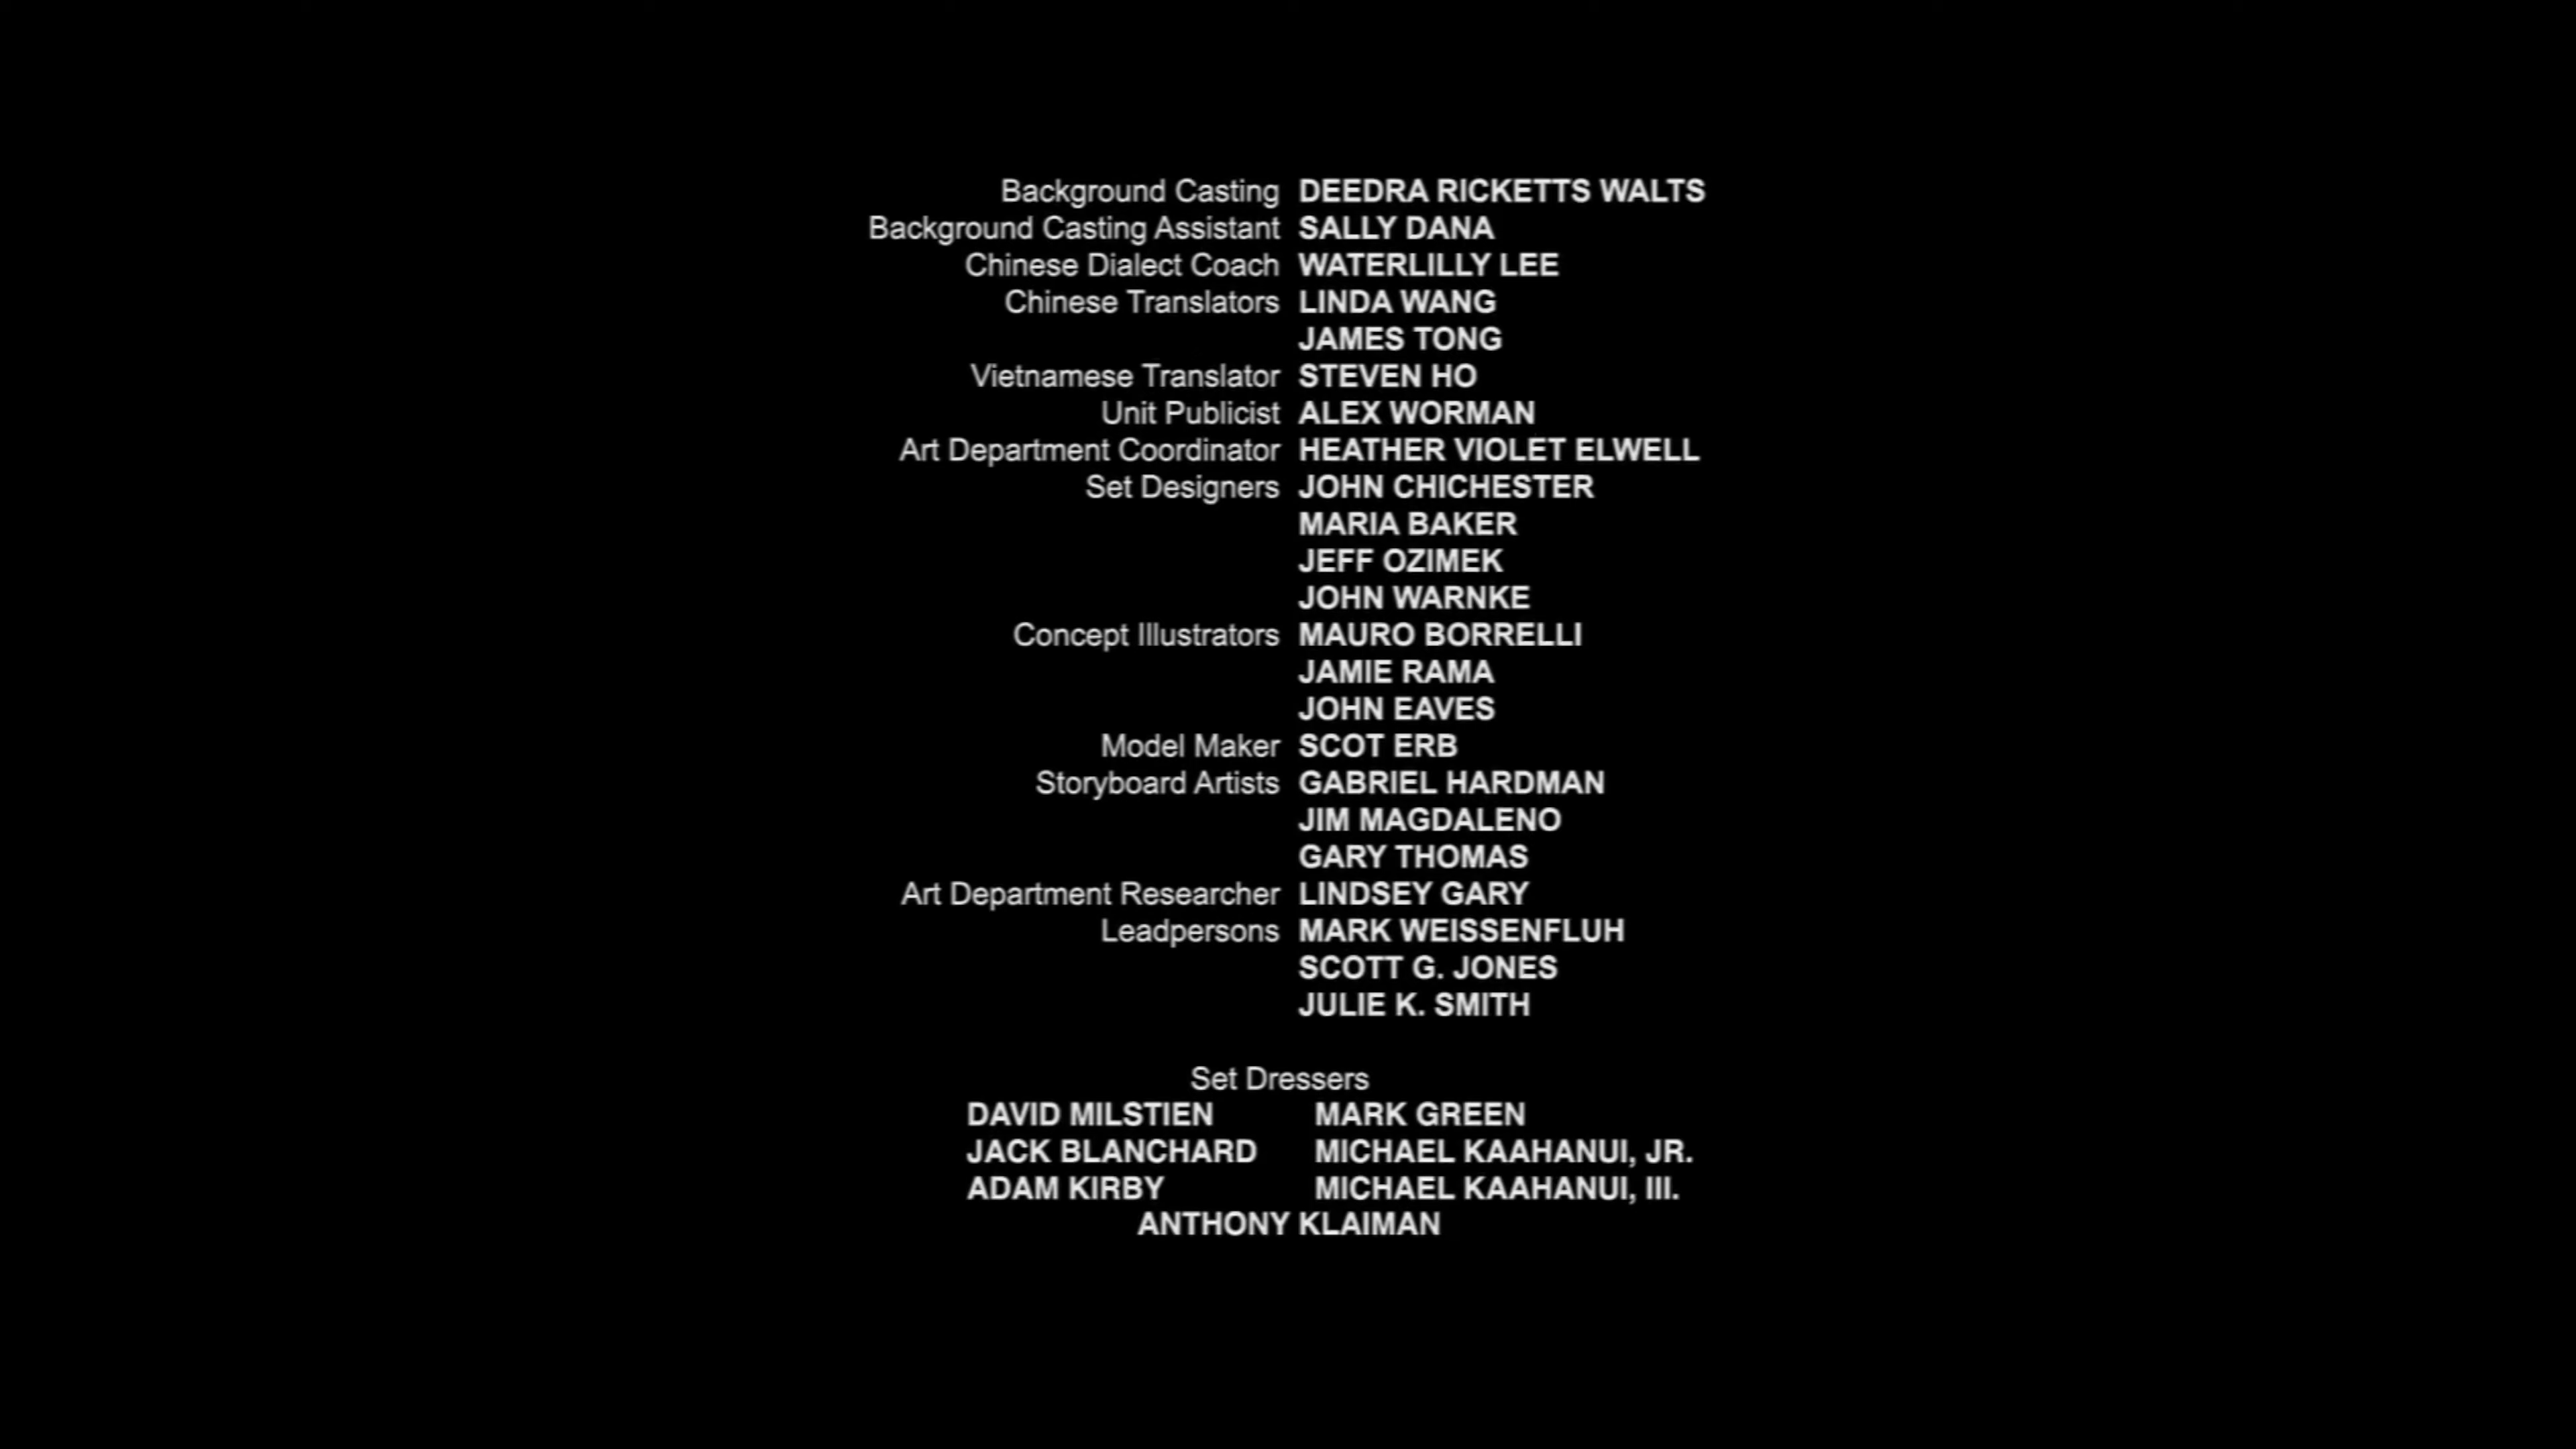 Background Casting DEEDRA RICKETTS WALTS
Background Casting Assistant SALLY DANA
Chinese Dialect Coach WATERLILLY LEE
Chinese Translators LINDA WANG
JAMES TONG
Vietnamese Translator STEVEN HO
Unit Publicist ALEX WORMAN
Art Department Coordinator HEATHER VIOLET ELWELL
Set Designers JOHN CHICHESTER
MARIA BAKER
JEFF OZIMEK
JOHN WARNKE
Concept Illustrators MAURO BORRELLI
JAMIE RAMA
JOHN EAVES
Model Maker SCOT ERB
Storyboard Artists GABRIEL HARDMAN
JIM MAGDALENO
GARY THOMAS
Art Department Researcher LINDSEY GARY
Leadpersons MARK WEISSENFLUH
SCOTT G. JONES
JULIE K. SMITH
Set Dressers
DAVID MILSTIEN MARK GREEN
JACK BLANCHARD MICHAEL KAAHANUI, JR.
ADAM KIRBY MICHAEL KAAHANUI, III.
ANTHONY KLAIMAN